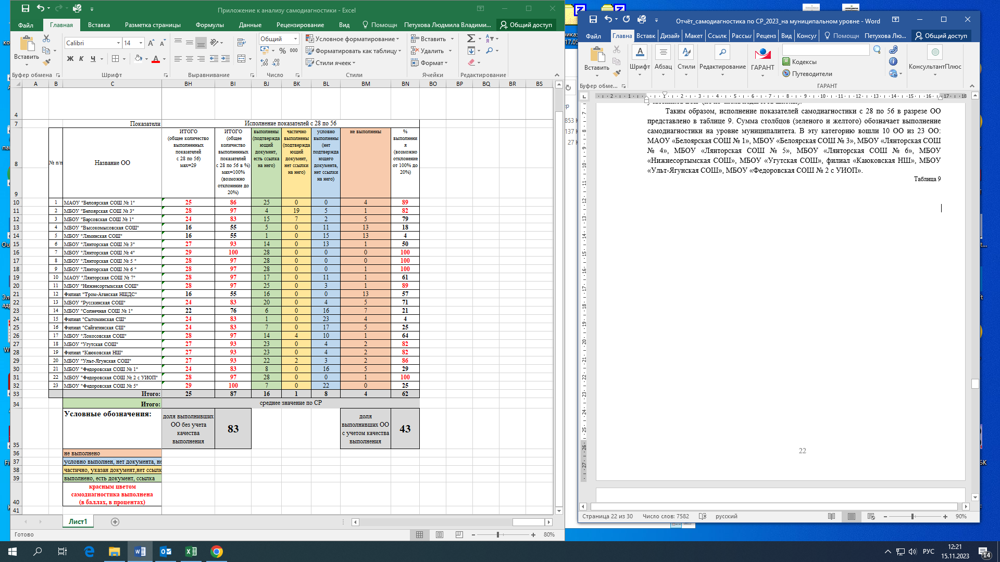 Приложение к анализу самодиагностики - Excel
Файл Главная Вставка Разметка страницы Формулы Данные Рецензирование Вид Помощн Петухова Людмила Владими... Общий доступ
Вставить
Calibri 14
Ж К Ч
Общий
% 000
Условное форматирование
Форматировать как таблицу
Стили ячеек
Вставить
Удалить
Формат
Буфер обмена Шрифт Выравнивание Число Стили Ячейки Редактирование
A B C BH BI BJ BK BL BM BN BO BP BQ BR BS
4
7 Показатели Исполнение показателей с 28 по 56
8
9
№ п/п
Название ОО
ИТОГО
(общее количество
выполненных
показателей
с 28 по 56)
мах=29
ИТОГО
(общее
количество
выполненных
показателей
с 28 по 56 в %)
мах=100%
(возможно
отклонение до
20%)
выполнены
(подтвержда
ющий
документ,
есть ссылка
на него)
частично
выполнены
(подтвержда
ющий
документ,
нет ссылки
на него)
условно
выполнены
(нет
подтвержда
ющего
документа,
нет ссылки
на него)
не выполнены
%
выполнени
я
(возможно
отклонение
от 100% до
20%)
10 1 МАОУ "Белоярская СОШ № 1" 25 86 25 0 0 4 89
11 2 МБОУ "Белоярская СОШ № 3" 28 97 4 19 5 1 82
12 3 МБОУ "Барсовская СОШ № 1" 24 83 15 7 2 5 79
13 4 МБОУ "Высокомысовская СОШ" 16 55 5 0 11 13 18
14 5 МБОУ "Ляминская СОШ" 16 55 1 0 15 13 4
15 6 МБОУ "Лянторская СОШ № 3" 27 93 14 0 13 1 50
16 7 МБОУ "Лянторская СОШ № 4" 29 100 28 0 0 0 100
17 8 МБОУ "Лянторская СОШ № 5 " 28 97 28 0 0 0 100
18 9 МБОУ "Лянторская СОШ № 6 " 28 97 28 0 0 1 100
19 10 МАОУ "Лянторская СОШ № 7" 28 97 17 0 11 1 61
20 11 МБОУ "Нижнесортымская СОШ" 28 97 25 0 3 1 89
21 12 Филиал "Тром-Аганская НШДС" 16 55 16 0 0 13 57
22 13 МБОУ "Русскинская СОШ" 24 83 20 0 4 5 71
23 14 МБОУ "Солнечная СОШ № 1" 22 76 6 0 16 7 21
24 15 Филиал "Сытоминская СШ" 24 83 1 0 23 4 4
25 16 Филиал "Сайгатинская СШ" 24 83 7 0 17 5 25
26 17 МБОУ "Локосовская СОШ" 28 97 14 4 10 1 64
27 18 МБОУ "Угутская СОШ" 27 93 23 0 4 2 82
28 19 Филиал "Каюковская НШ" 27 93 23 0 4 2 82
29 20 МБОУ "Ульт-Ягунская СОШ" 27 93 22 2 3 2 86
30 21 МБОУ "Федоровская СОШ № 1" 24 83 8 0 16 5 29
31 22 МБОУ "Федоровская СОШ № 2 с УИОП" 28 97 28 0 0 1 100
32 23 МБОУ "Федоровская СОШ № 5" 29 100 7 0 22 0 25
33 Итого: 25 87 16 1 8 4 62
34 Итого: среднее значение по СР
35 Условные обозначения:
доля выполнивших
ОО без учета
качества
выполнения
83
доля
выполнивших ОО
с учетом качества
выполнения
43
36 не выполнено
37 условно выполнен, нет документа, не
38 частично, указан документ,нет ссылк
39 выполнено, есть документ, ссылка
40 красным цветом
самодиагностика выполнена
(в баллах, в процентах)
41
Лист1
Готово 80%
Отчёт_самодиагностика по СР_2023_на муниципальном уровне - Word
Файл Главна Вставк Дизайн Макет Ссылк Рассыл Реценз Вид Консул Помощн Петухова Лю... Общий доступ
Вставить Шрифт Абзац Стили Редактирование ГАРАНТ
Кодексы
Путеводители
КонсультантПлюс
Буфер обме... ГАРАНТ
Таким образом, исполнение показателей самодиагностики с 28 по 56 в разрезе ОО
представлено в таблице 9. Сумма столбцов (зеленого и желтого) обозначает выполнение
самодиагностики на уровне муниципалитета. В эту категорию вошли 10 ОО из 23 ОО:
МАОУ «Белоярская СОШ № 1», МБОУ «Белоярская СОШ № 3», МБОУ «Лянторская СОШ
№ 4», МБОУ «Лянторская СОШ № 5», МБОУ «Лянторская СОШ № 6», МБОУ
«Нижнесортымская СОШ», МБОУ «Угутская СОШ», филиал «Каюковская НШ», МБОУ
«Ульт-Ягунская СОШ», МБОУ «Федоровская СОШ № 2 с УИОП».
Таблица 9
22
Страница 22 из 30 Число слов: 7582 русский 90%
РУС
12:21
15.11.2023
14